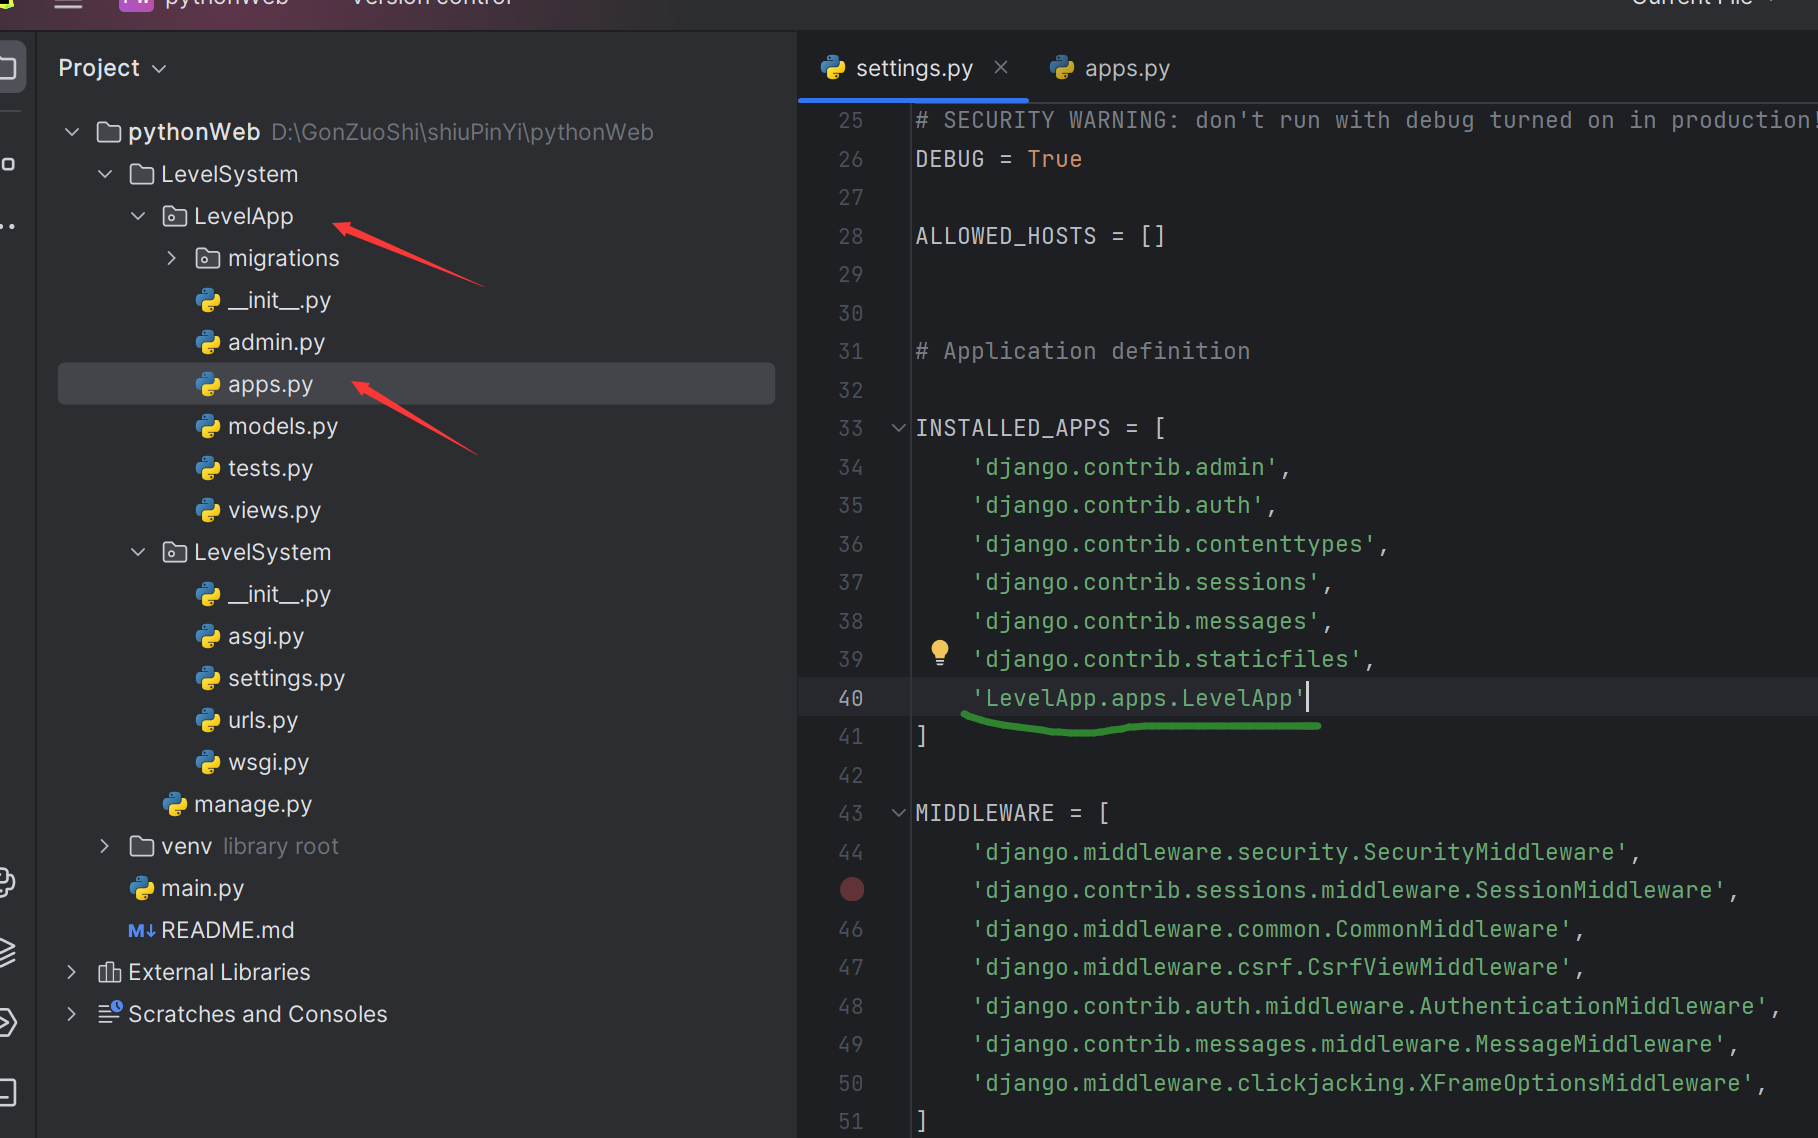 pythonWeb
Version control
Current File
Project
pythonWeb D:\GonZuoShi\shiuPinYi\pythonWeb
LevelSystem
LevelApp
migrations
__init__.py
admin.py
apps.py
models.py
tests.py
views.py
LevelSystem
__init__.py
asgi.py
settings.py
urls.py
wsgi.py
manage.py
venv library root
main.py
M↓ README.md
External Libraries
Scratches and Consoles
settings.py
apps.py
25 # SECURITY WARNING: don't run with debug turned on in production!
26 DEBUG = True
27
28 ALLOWED_HOSTS = []
29
30
31 # Application definition
32
33 INSTALLED_APPS = [
34 'django.contrib.admin',
35 'django.contrib.auth',
36 'django.contrib.contenttypes',
37 'django.contrib.sessions',
38 'django.contrib.messages',
39 'django.contrib.staticfiles',
40 'LevelApp.apps.LevelApp'
41 ]
42
43 MIDDLEWARE = [
44 'django.middleware.security.SecurityMiddleware',
'django.contrib.sessions.middleware.SessionMiddleware',
46 'django.middleware.common.CommonMiddleware',
47 'django.middleware.csrf.CsrfViewMiddleware',
48 'django.contrib.auth.middleware.AuthenticationMiddleware',
49 'django.contrib.messages.middleware.MessageMiddleware',
50 'django.middleware.clickjacking.XFrameOptionsMiddleware',
51 ]